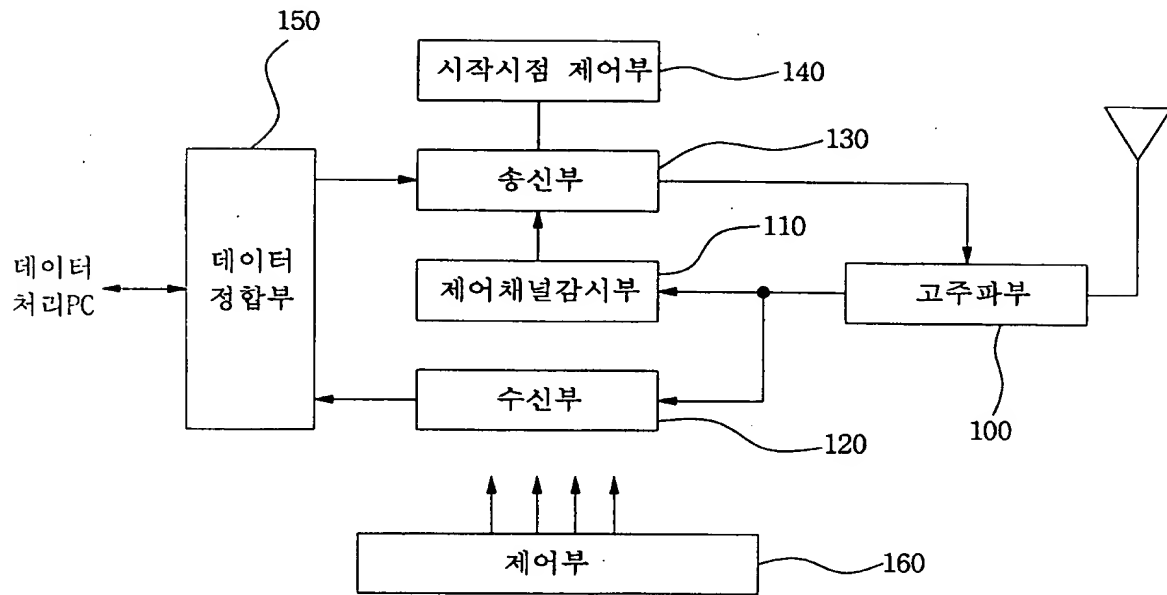 150
시작시점 제어부
140
130
송신부
110
데이터
처리PC
데이터
정합부
제어채널감시부
고주파부
수신부
120
100
제어부
160